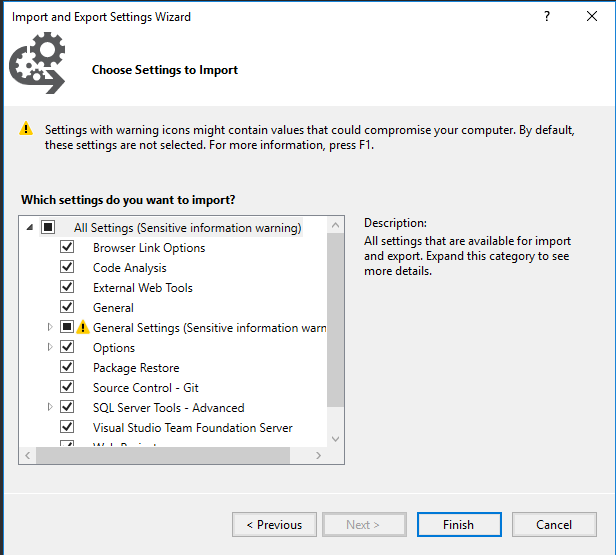 Import and Export Settings Wizard
?
Choose Settings to Import
Settings with warning icons might contain values that could compromise your computer. By default,
these settings are not selected. For more information, press F1.
Which settings do you want to import?
All Settings (Sensitive information warning)
Browser Link Options
Code Analysis
External Web Tools
General
General Settings (Sensitive information warn
Options
Package Restore
Source Control - Git
SQL Server Tools - Advanced
Visual Studio Team Foundation Server
Description:
All settings that are available for import
and export. Expand this category to see
more details.
< Previous
Next >
Finish
Cancel